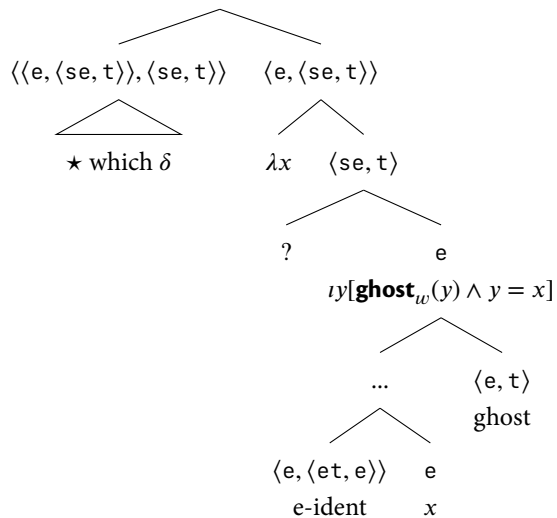 ⟨⟨e, ⟨se, t⟩⟩, ⟨se, t⟩⟩ ⟨e, ⟨se, t⟩⟩
★ which δ λx ⟨se, t⟩
? e
ιy[ghost_w(y) ∧ y = x]
... ⟨e, t⟩
ghost
⟨e, ⟨et, e⟩⟩ e
e-ident x